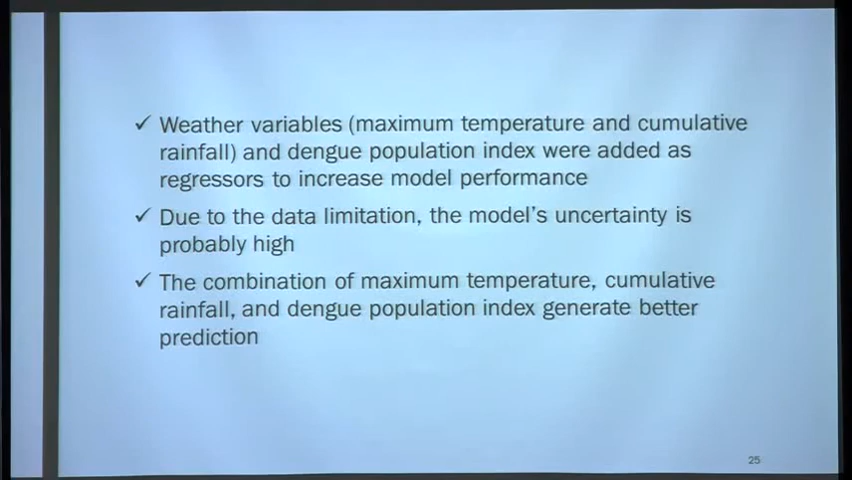 ✓ Weather variables (maximum temperature and cumulative
rainfall) and dengue population index were added as
regressors to increase model performance
✓ Due to the data limitation, the model's uncertainty is
probably high
✓ The combination of maximum temperature, cumulative
rainfall, and dengue population index generate better
prediction
25